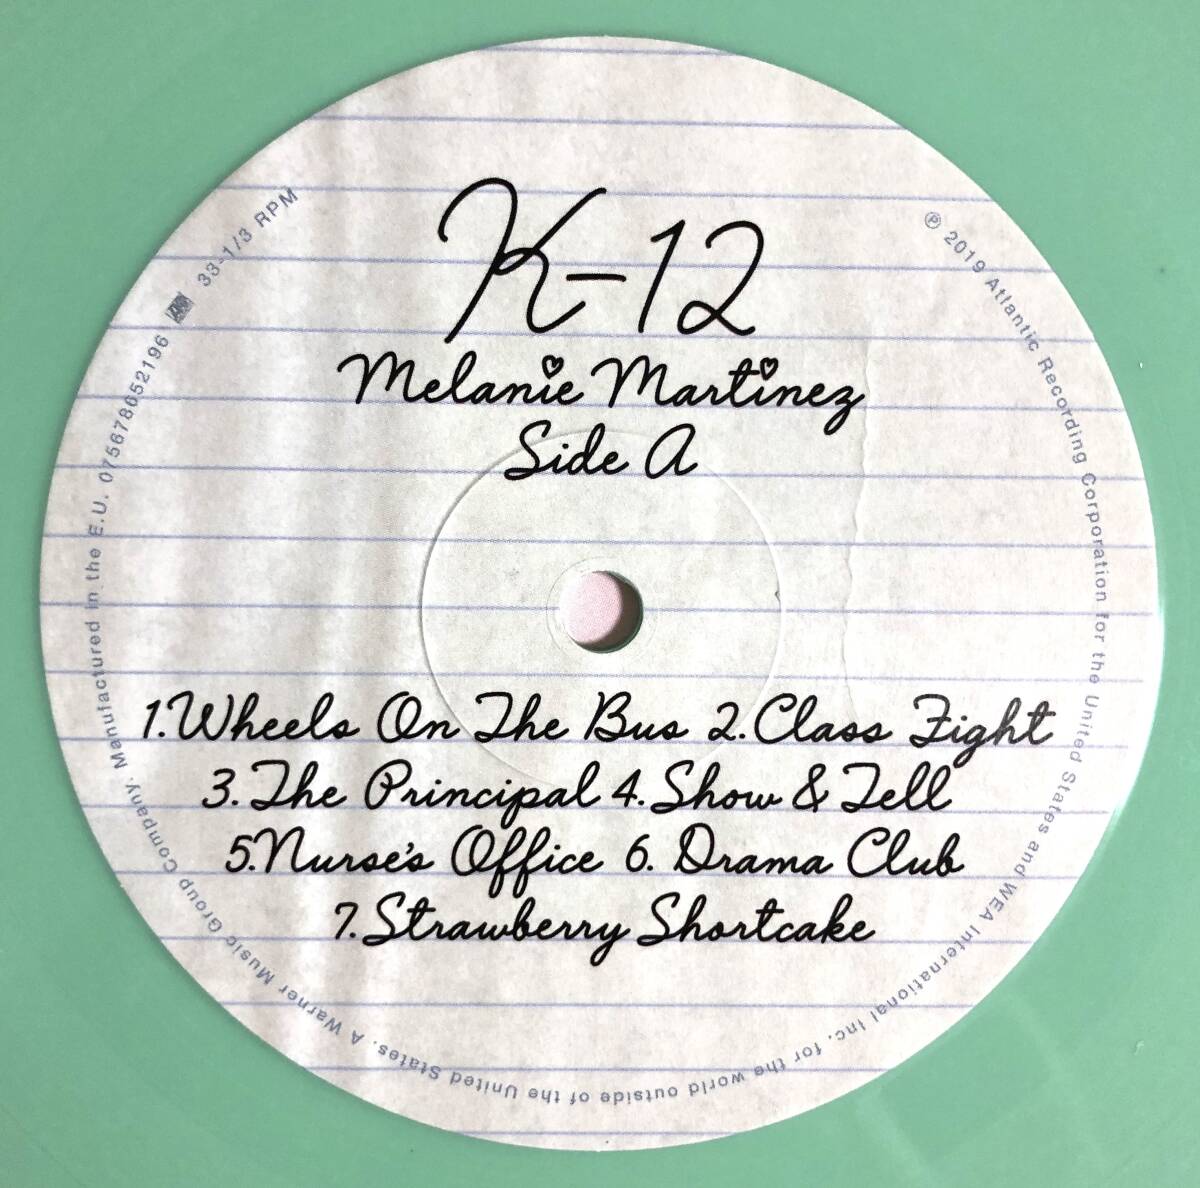 K-12
Melanie Martinez
Side A
1.Wheels On The Bus 2.Class Fight
3.The Principal 4.Show & Tell
5.Nurse's Office 6. Drama Club
7.Strawberry Shortcake
℗ 2019 Atlantic Recording Corporation for the United States and WEA International Inc. for the world outside of the United States. A Warner Music Group Company. Manufactured in the E.U. 075678652196
33-1/3 RPM